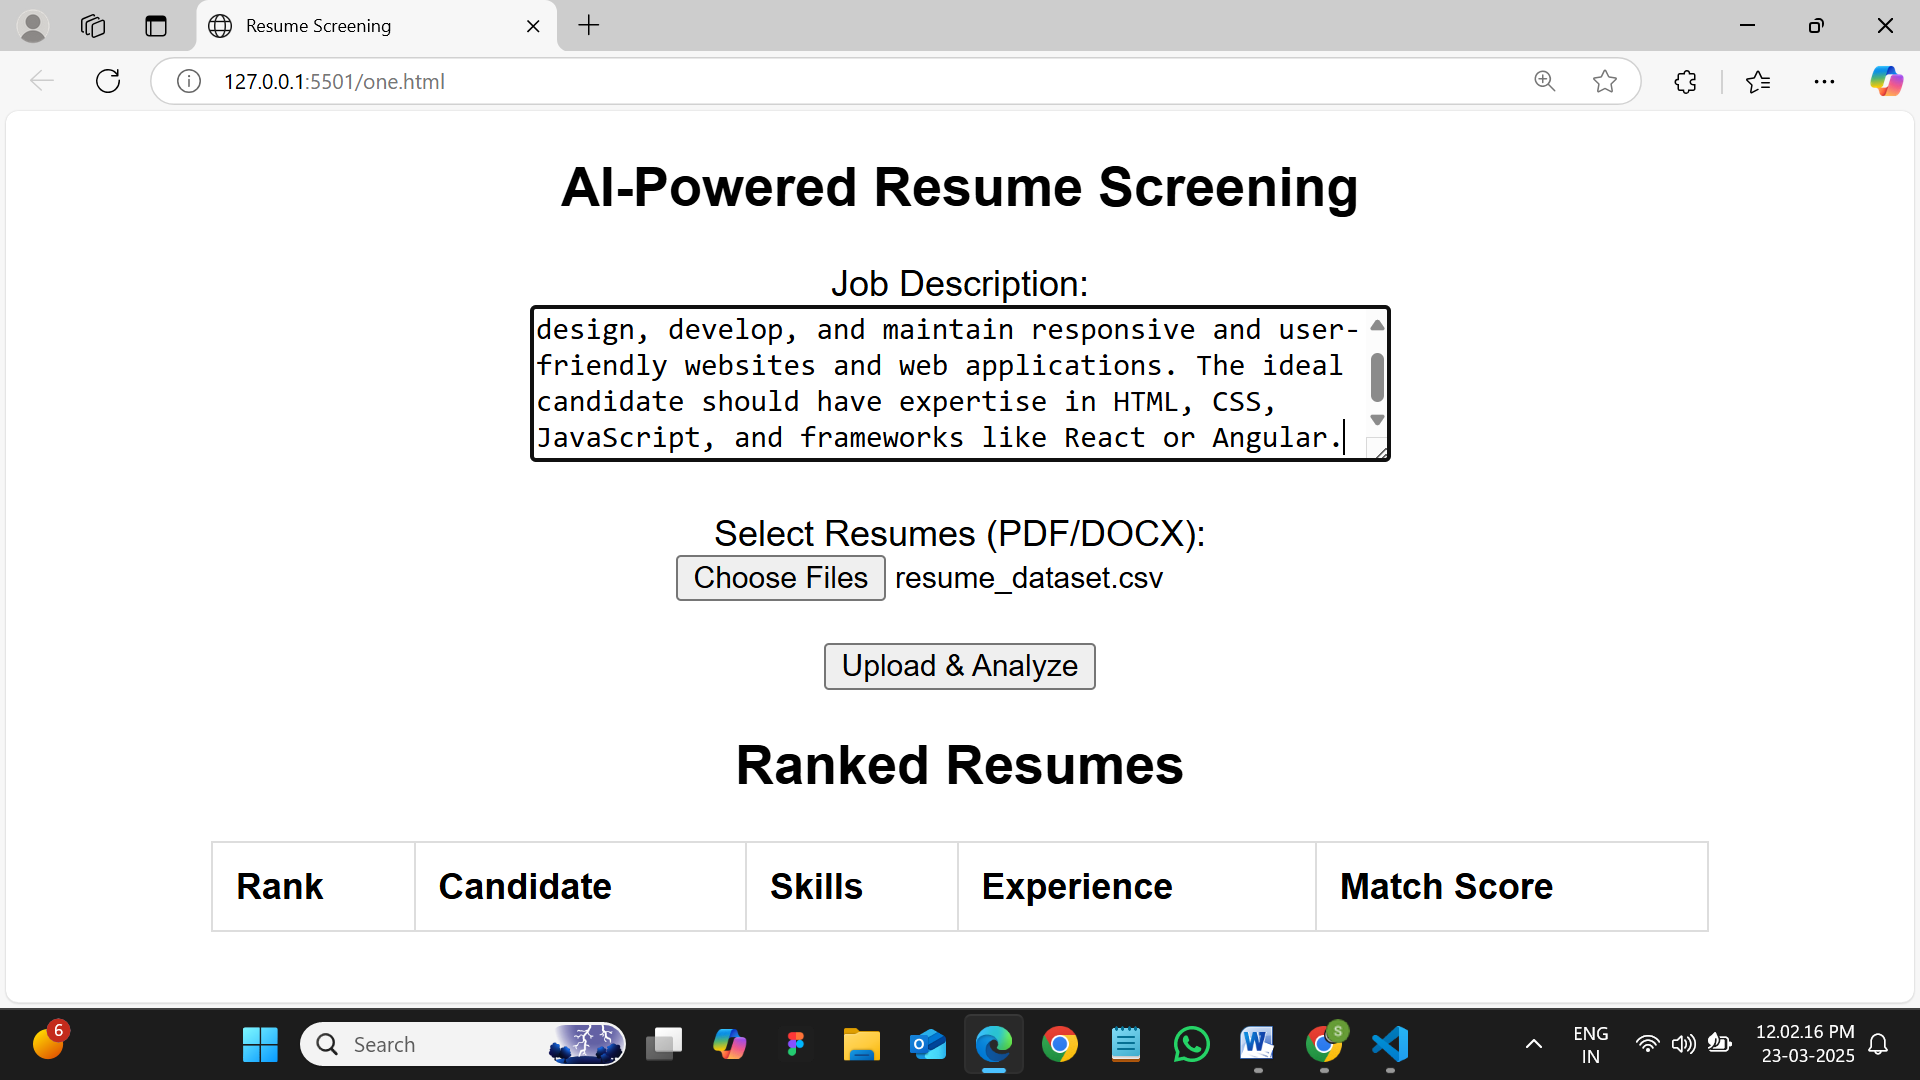 Resume Screening
127.0.0.1:5501/one.html
AI-Powered Resume Screening
Job Description:
design, develop, and maintain responsive and user-
friendly websites and web applications. The ideal
candidate should have expertise in HTML, CSS,
JavaScript, and frameworks like React or Angular.
Select Resumes (PDF/DOCX):
Choose Files resume_dataset.csv
Upload & Analyze
Ranked Resumes
Rank Candidate Skills Experience Match Score
6
Search
S
ENG
IN
12.02.16 PM
23-03-2025